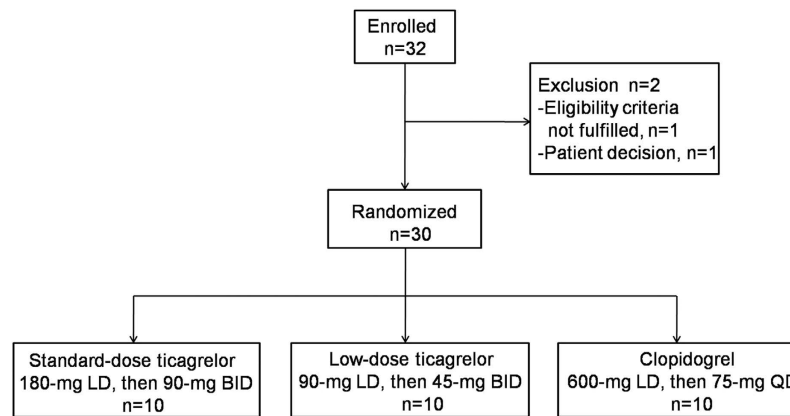 Enrolled
n=32
Exclusion n=2
-Eligibility criteria
not fulfilled, n=1
-Patient decision, n=1
Randomized
n=30
Standard-dose ticagrelor
180-mg LD, then 90-mg BID
n=10
Low-dose ticagrelor
90-mg LD, then 45-mg BID
n=10
Clopidogrel
600-mg LD, then 75-mg QD
n=10